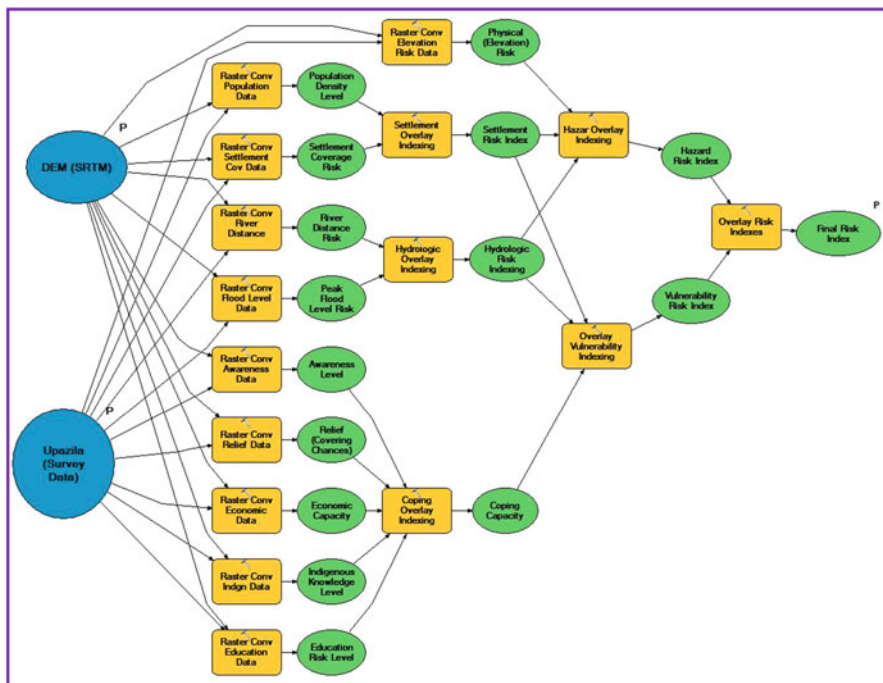 Raster Conv
Elevation
Risk Data
Physical
(Elevation)
Risk
Raster Conv
Population
Data
Population
Density
Level
P
DEM (SRTM)
Raster Conv
Settlement
Cov Data
Settlement
Coverage
Risk
Settlement
Overlay
Indexing
Settlement
Risk Index
Hazar Overlay
Indexing
Hazard
Risk Index
Raster Conv
River
Distance
River
Distance
Risk
Hydrologic
Overlay
Indexing
Hydrologic
Risk
Indexing
Overlay Risk
Indexes
P
Final Risk
Index
Raster Conv
Flood Level
Data
Peak
Flood
Level Risk
Vulnerability
Risk Index
Overlay
Vulnerability
Indexing
Raster Conv
Awareness
Data
Awareness
Level
P
Upazila
(Survey
Data)
Raster Conv
Relief Data
Relief
(Covering
Chances)
Raster Conv
Economic
Data
Economic
Capacity
Coping
Overlay
Indexing
Coping
Capacity
Raster Conv
Indgn Data
Indigenous
Knowledge
Level
Raster Conv
Education
Data
Education
Risk Level